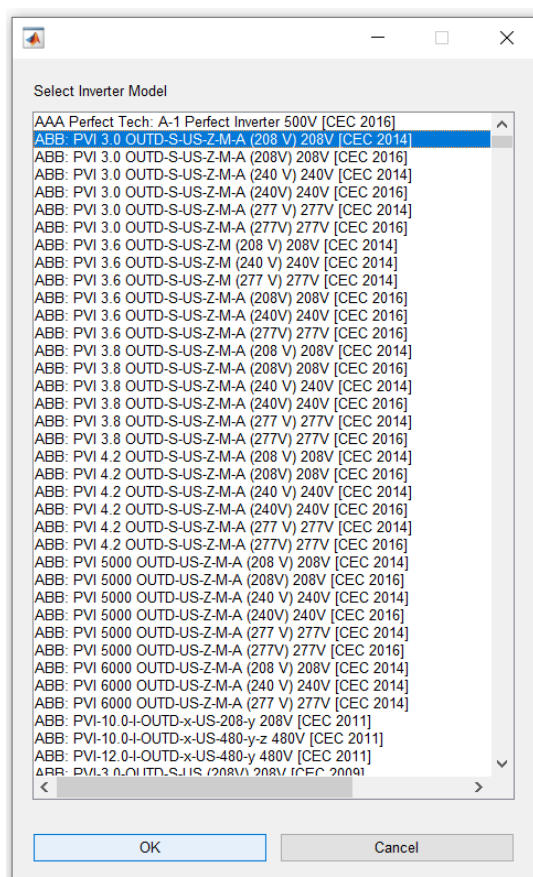 Select Inverter Model
AAA Perfect Tech: A-1 Perfect Inverter 500V [CEC 2016]
ABB: PVI 3.0 OUTD-S-US-Z-M-A (208 V) 208V [CEC 2014]
ABB: PVI 3.0 OUTD-S-US-Z-M-A (208V) 208V [CEC 2016]
ABB: PVI 3.0 OUTD-S-US-Z-M-A (240 V) 240V [CEC 2014]
ABB: PVI 3.0 OUTD-S-US-Z-M-A (240V) 240V [CEC 2016]
ABB: PVI 3.0 OUTD-S-US-Z-M-A (277 V) 277V [CEC 2014]
ABB: PVI 3.0 OUTD-S-US-Z-M-A (277V) 277V [CEC 2016]
ABB: PVI 3.6 OUTD-S-US-Z-M (208 V) 208V [CEC 2014]
ABB: PVI 3.6 OUTD-S-US-Z-M (240 V) 240V [CEC 2014]
ABB: PVI 3.6 OUTD-S-US-Z-M (277 V) 277V [CEC 2014]
ABB: PVI 3.6 OUTD-S-US-Z-M-A (208V) 208V [CEC 2016]
ABB: PVI 3.6 OUTD-S-US-Z-M-A (240V) 240V [CEC 2016]
ABB: PVI 3.6 OUTD-S-US-Z-M-A (277V) 277V [CEC 2016]
ABB: PVI 3.8 OUTD-S-US-Z-M-A (208 V) 208V [CEC 2014]
ABB: PVI 3.8 OUTD-S-US-Z-M-A (208V) 208V [CEC 2016]
ABB: PVI 3.8 OUTD-S-US-Z-M-A (240 V) 240V [CEC 2014]
ABB: PVI 3.8 OUTD-S-US-Z-M-A (240V) 240V [CEC 2016]
ABB: PVI 3.8 OUTD-S-US-Z-M-A (277 V) 277V [CEC 2014]
ABB: PVI 3.8 OUTD-S-US-Z-M-A (277V) 277V [CEC 2016]
ABB: PVI 4.2 OUTD-S-US-Z-M-A (208 V) 208V [CEC 2014]
ABB: PVI 4.2 OUTD-S-US-Z-M-A (208V) 208V [CEC 2016]
ABB: PVI 4.2 OUTD-S-US-Z-M-A (240 V) 240V [CEC 2014]
ABB: PVI 4.2 OUTD-S-US-Z-M-A (240V) 240V [CEC 2016]
ABB: PVI 4.2 OUTD-S-US-Z-M-A (277 V) 277V [CEC 2014]
ABB: PVI 4.2 OUTD-S-US-Z-M-A (277V) 277V [CEC 2016]
ABB: PVI 5000 OUTD-US-Z-M-A (208 V) 208V [CEC 2014]
ABB: PVI 5000 OUTD-US-Z-M-A (208V) 208V [CEC 2016]
ABB: PVI 5000 OUTD-US-Z-M-A (240 V) 240V [CEC 2014]
ABB: PVI 5000 OUTD-US-Z-M-A (240V) 240V [CEC 2016]
ABB: PVI 5000 OUTD-US-Z-M-A (277 V) 277V [CEC 2014]
ABB: PVI 5000 OUTD-US-Z-M-A (277V) 277V [CEC 2016]
ABB: PVI 6000 OUTD-US-Z-M-A (208 V) 208V [CEC 2014]
ABB: PVI 6000 OUTD-US-Z-M-A (240 V) 240V [CEC 2014]
ABB: PVI 6000 OUTD-US-Z-M-A (277 V) 277V [CEC 2014]
ABB: PVI-10.0-I-OUTD-x-US-208-y 208V [CEC 2011]
ABB: PVI-10.0-I-OUTD-x-US-480-y-z 480V [CEC 2011]
ABB: PVI-12.0-I-OUTD-x-US-480-y 480V [CEC 2011]
ABB: PVI-3.0-OUTD-S-US (208V) 208V [CEC 2009]
OK
Cancel